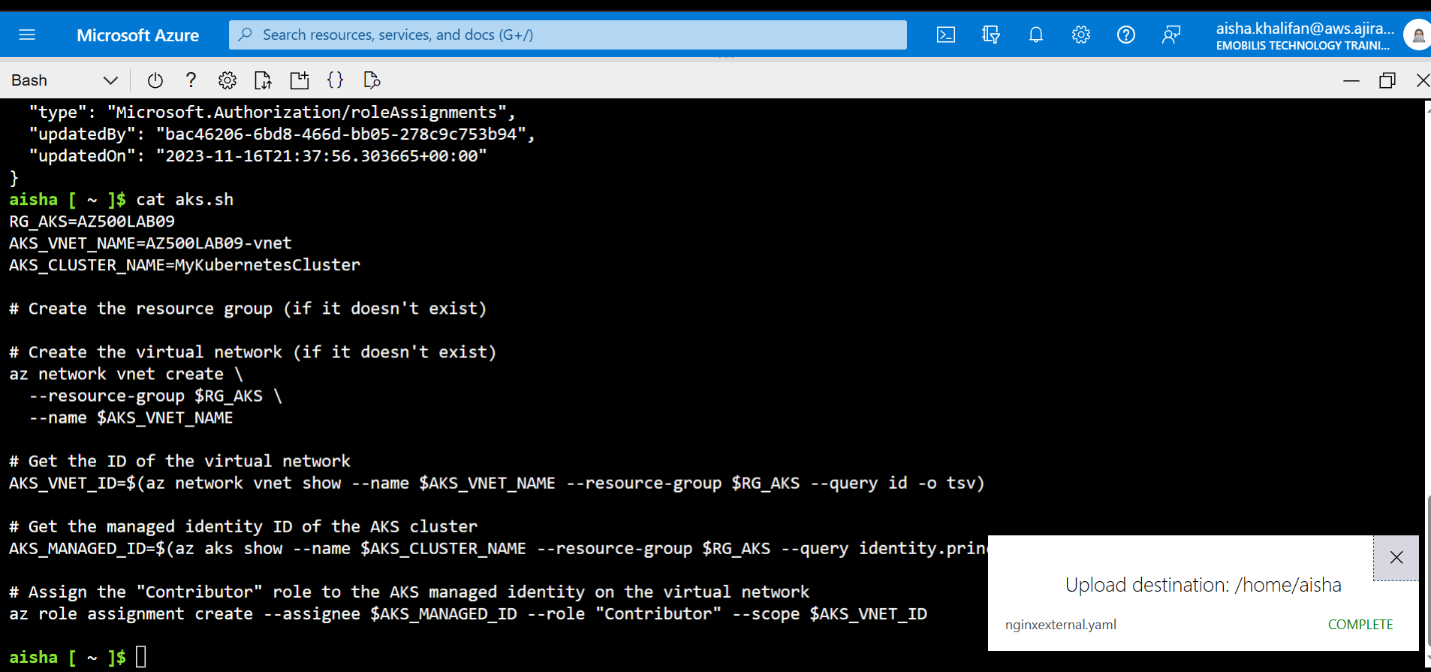 Microsoft Azure
Search resources, services, and docs (G+/)
aisha.khalifan@aws.ajira...
EMOBILIS TECHNOLOGY TRAINI...
Bash
"type": "Microsoft.Authorization/roleAssignments",
"updatedBy": "bac46206-6bd8-466d-bb05-278c9c753b94",
"updatedOn": "2023-11-16T21:37:56.303665+00:00"
}
aisha [ ~ ]$ cat aks.sh
RG_AKS=AZ500LAB09
AKS_VNET_NAME=AZ500LAB09-vnet
AKS_CLUSTER_NAME=MyKubernetesCluster
# Create the resource group (if it doesn't exist)
# Create the virtual network (if it doesn't exist)
az network vnet create \
--resource-group $RG_AKS \
--name $AKS_VNET_NAME
# Get the ID of the virtual network
AKS_VNET_ID=$(az network vnet show --name $AKS_VNET_NAME --resource-group $RG_AKS --query id -o tsv)
# Get the managed identity ID of the AKS cluster
AKS_MANAGED_ID=$(az aks show --name $AKS_CLUSTER_NAME --resource-group $RG_AKS --query identity.prin
# Assign the "Contributor" role to the AKS managed identity on the virtual network
az role assignment create --assignee $AKS_MANAGED_ID --role "Contributor" --scope $AKS_VNET_ID
aisha [ ~ ]$
Upload destination: /home/aisha
nginxexternal.yaml COMPLETE